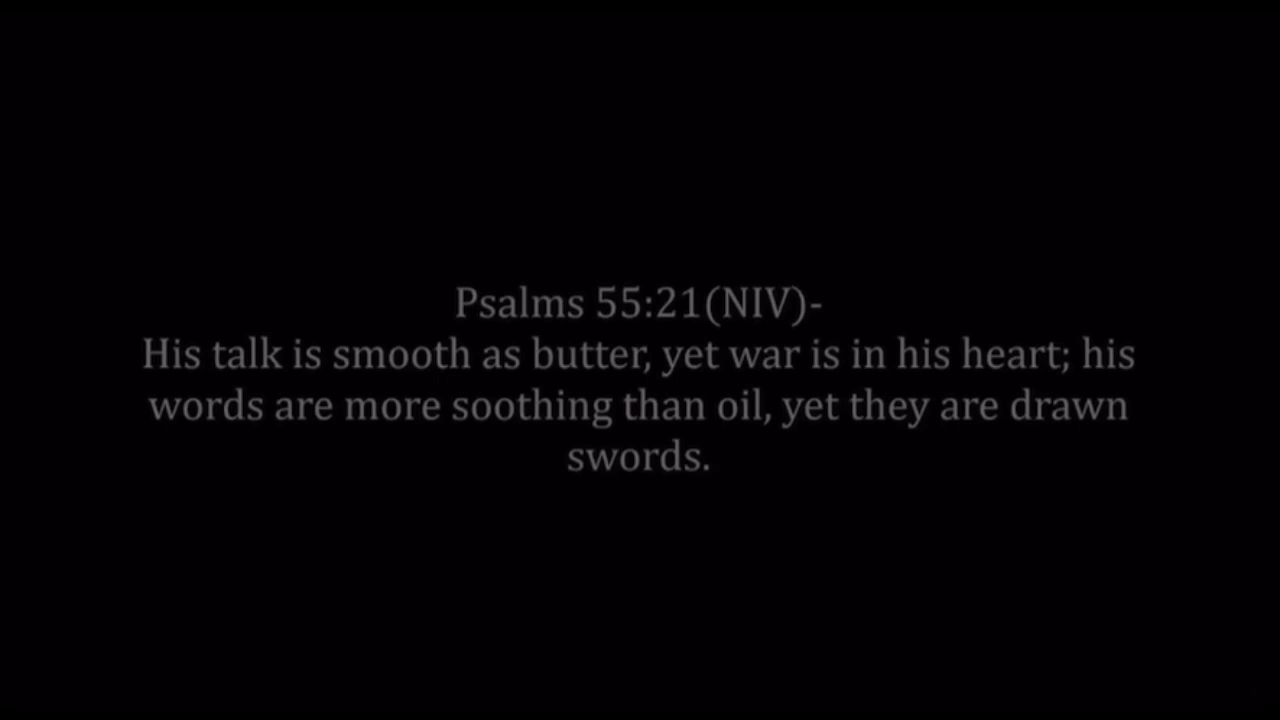 Psalms 55:21(NIV)-
His talk is smooth as butter, yet war is in his heart; his
words are more soothing than oil, yet they are drawn
swords.